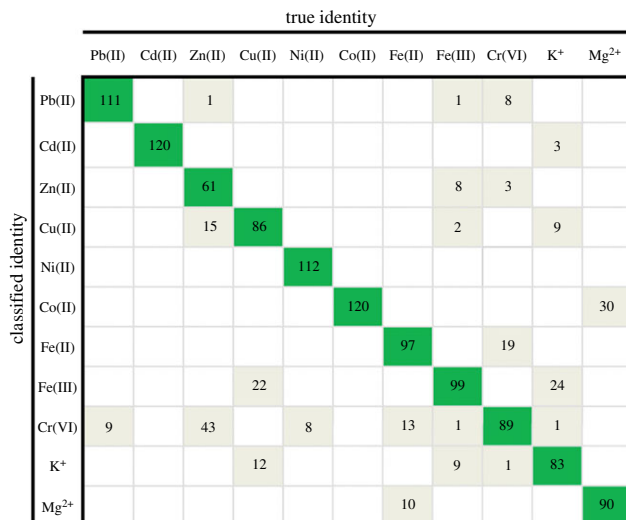 true identity
Pb(II) Cd(II) Zn(II) Cu(II) Ni(II) Co(II) Fe(II) Fe(III) Cr(VI) K⁺ Mg²⁺
classified identity
Pb(II) 111 1 1 8
Cd(II) 120 3
Zn(II) 61 8 3
Cu(II) 15 86 2 9
Ni(II) 112
Co(II) 120 30
Fe(II) 97 19
Fe(III) 22 99 24
Cr(VI) 9 43 8 13 1 89 1
K⁺ 12 9 1 83
Mg²⁺ 10 90